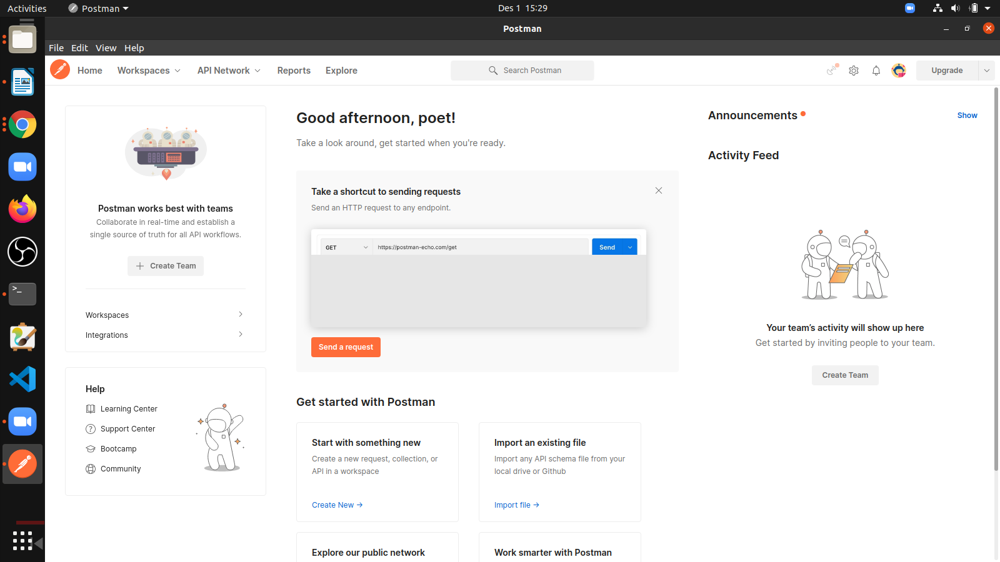 Activities
Postman
Des 1 15:29
Postman
File Edit View Help
Home
Workspaces
API Network
Reports
Explore
Search Postman
Upgrade
Postman works best with teams
Collaborate in real-time and establish a
single source of truth for all API workflows.
Create Team
Workspaces
Integrations
Help
Learning Center
Support Center
Bootcamp
Community
Good afternoon, poet!
Take a look around, get started when you're ready.
Take a shortcut to sending requests
Send an HTTP request to any endpoint.
GET
https://postman-echo.com/get
Send
Send a request
Get started with Postman
Start with something new
Create a new request, collection, or
API in a workspace
Create New →
Import an existing file
Import any API schema file from your
local drive or Github
Import file →
Explore our public network
Work smarter with Postman
Announcements
Show
Activity Feed
Your team’s activity will show up here
Get started by inviting people to your team.
Create Team